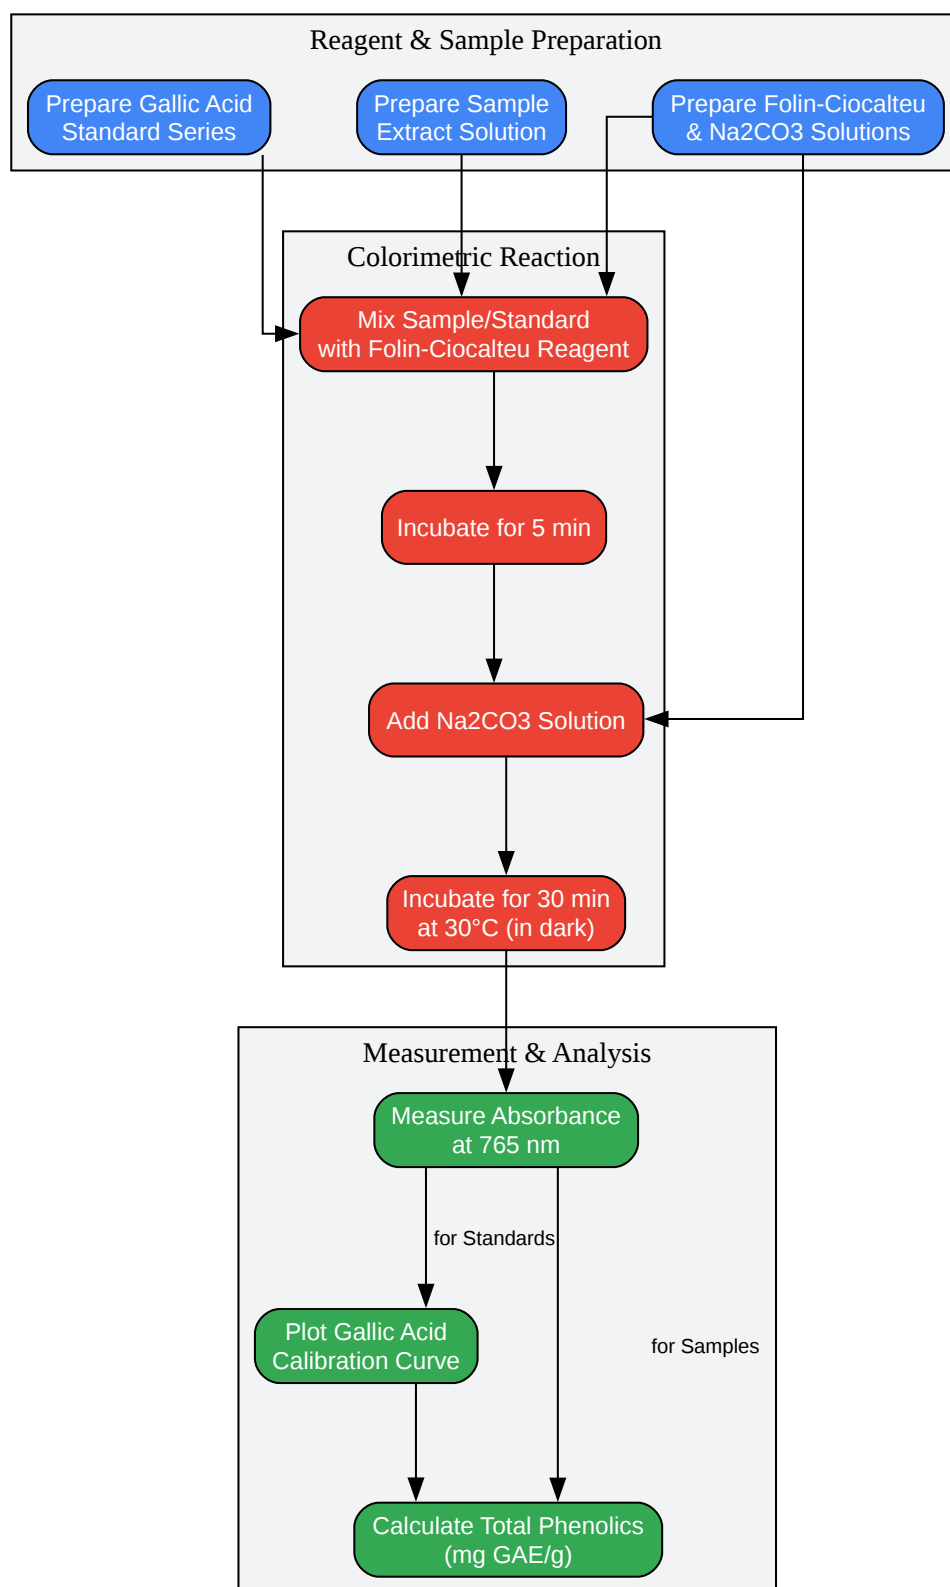 Reagent & Sample Preparation
Prepare Gallic Acid
Standard Series
Prepare Sample
Extract Solution
Prepare Folin-Ciocalteu
& Na2CO3 Solutions
Colorimetric Reaction
Mix Sample/Standard
with Folin-Ciocalteu Reagent
Incubate for 5 min
Add Na2CO3 Solution
Incubate for 30 min
at 30°C (in dark)
Measurement & Analysis
Measure Absorbance
at 765 nm
for Standards
Plot Gallic Acid
Calibration Curve
for Samples
Calculate Total Phenolics
(mg GAE/g)